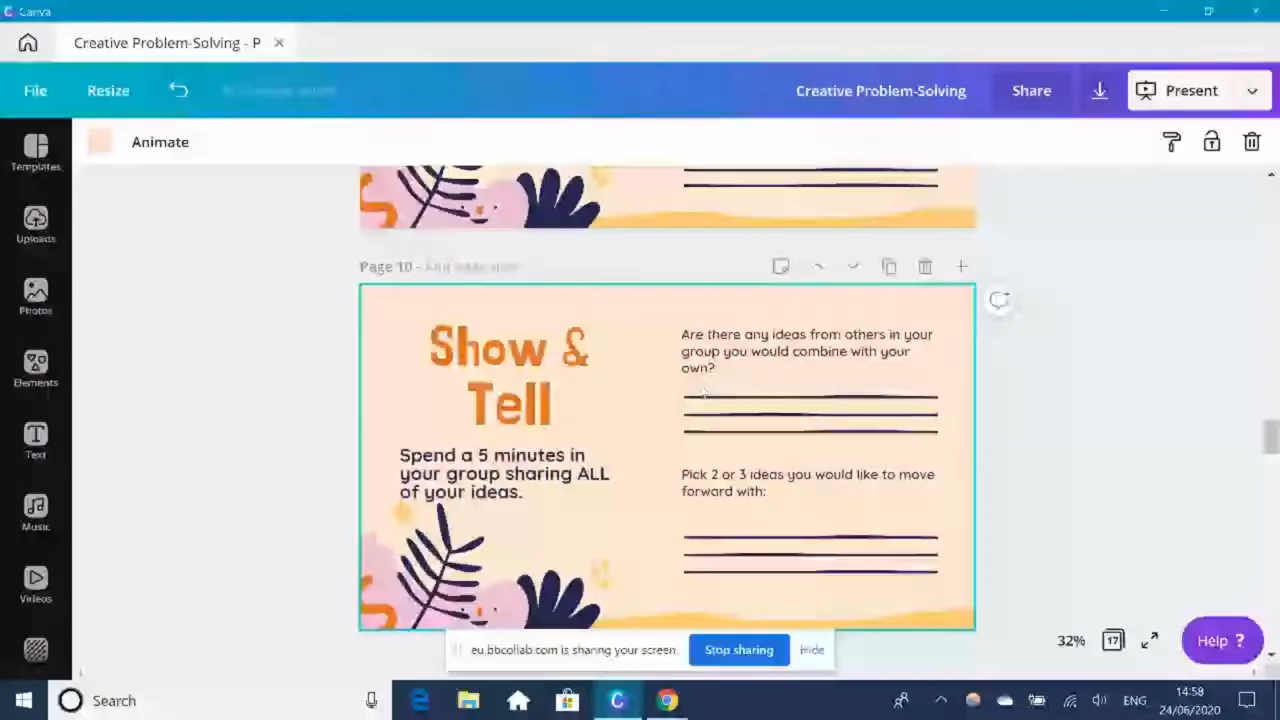 Canva
Creative Problem-Solving - P
File
Resize
Creative Problem-Solving
Share
Present
Animate
Templates
Uploads
Photos
Elements
Text
Music
Videos
Page 10 -
Show &
Tell
Spend a 5 minutes in
your group sharing ALL
of your ideas.
Are there any ideas from others in your
group you would combine with your
own?
Pick 2 or 3 ideas you would like to move
forward with:
eu.bbcollab.com is sharing your screen.
Stop sharing
Hide
32%
17
Help ?
Search
ENG
14:58
24/06/2020